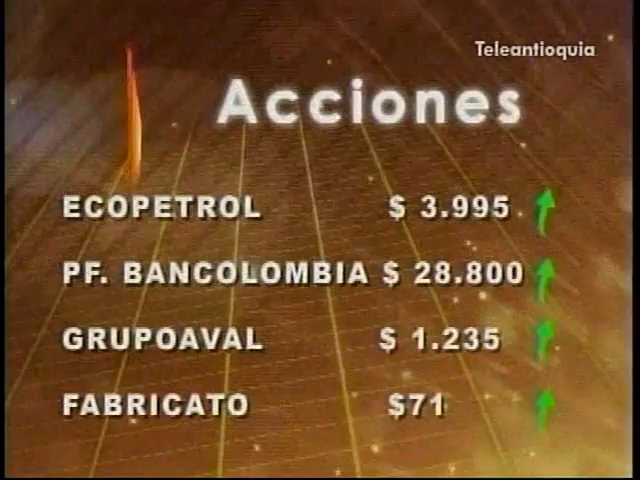 Teleantioquia
Acciones
ECOPETROL $ 3.995
PF. BANCOLOMBIA $ 28.800
GRUPOAVAL $ 1.235
FABRICATO $71